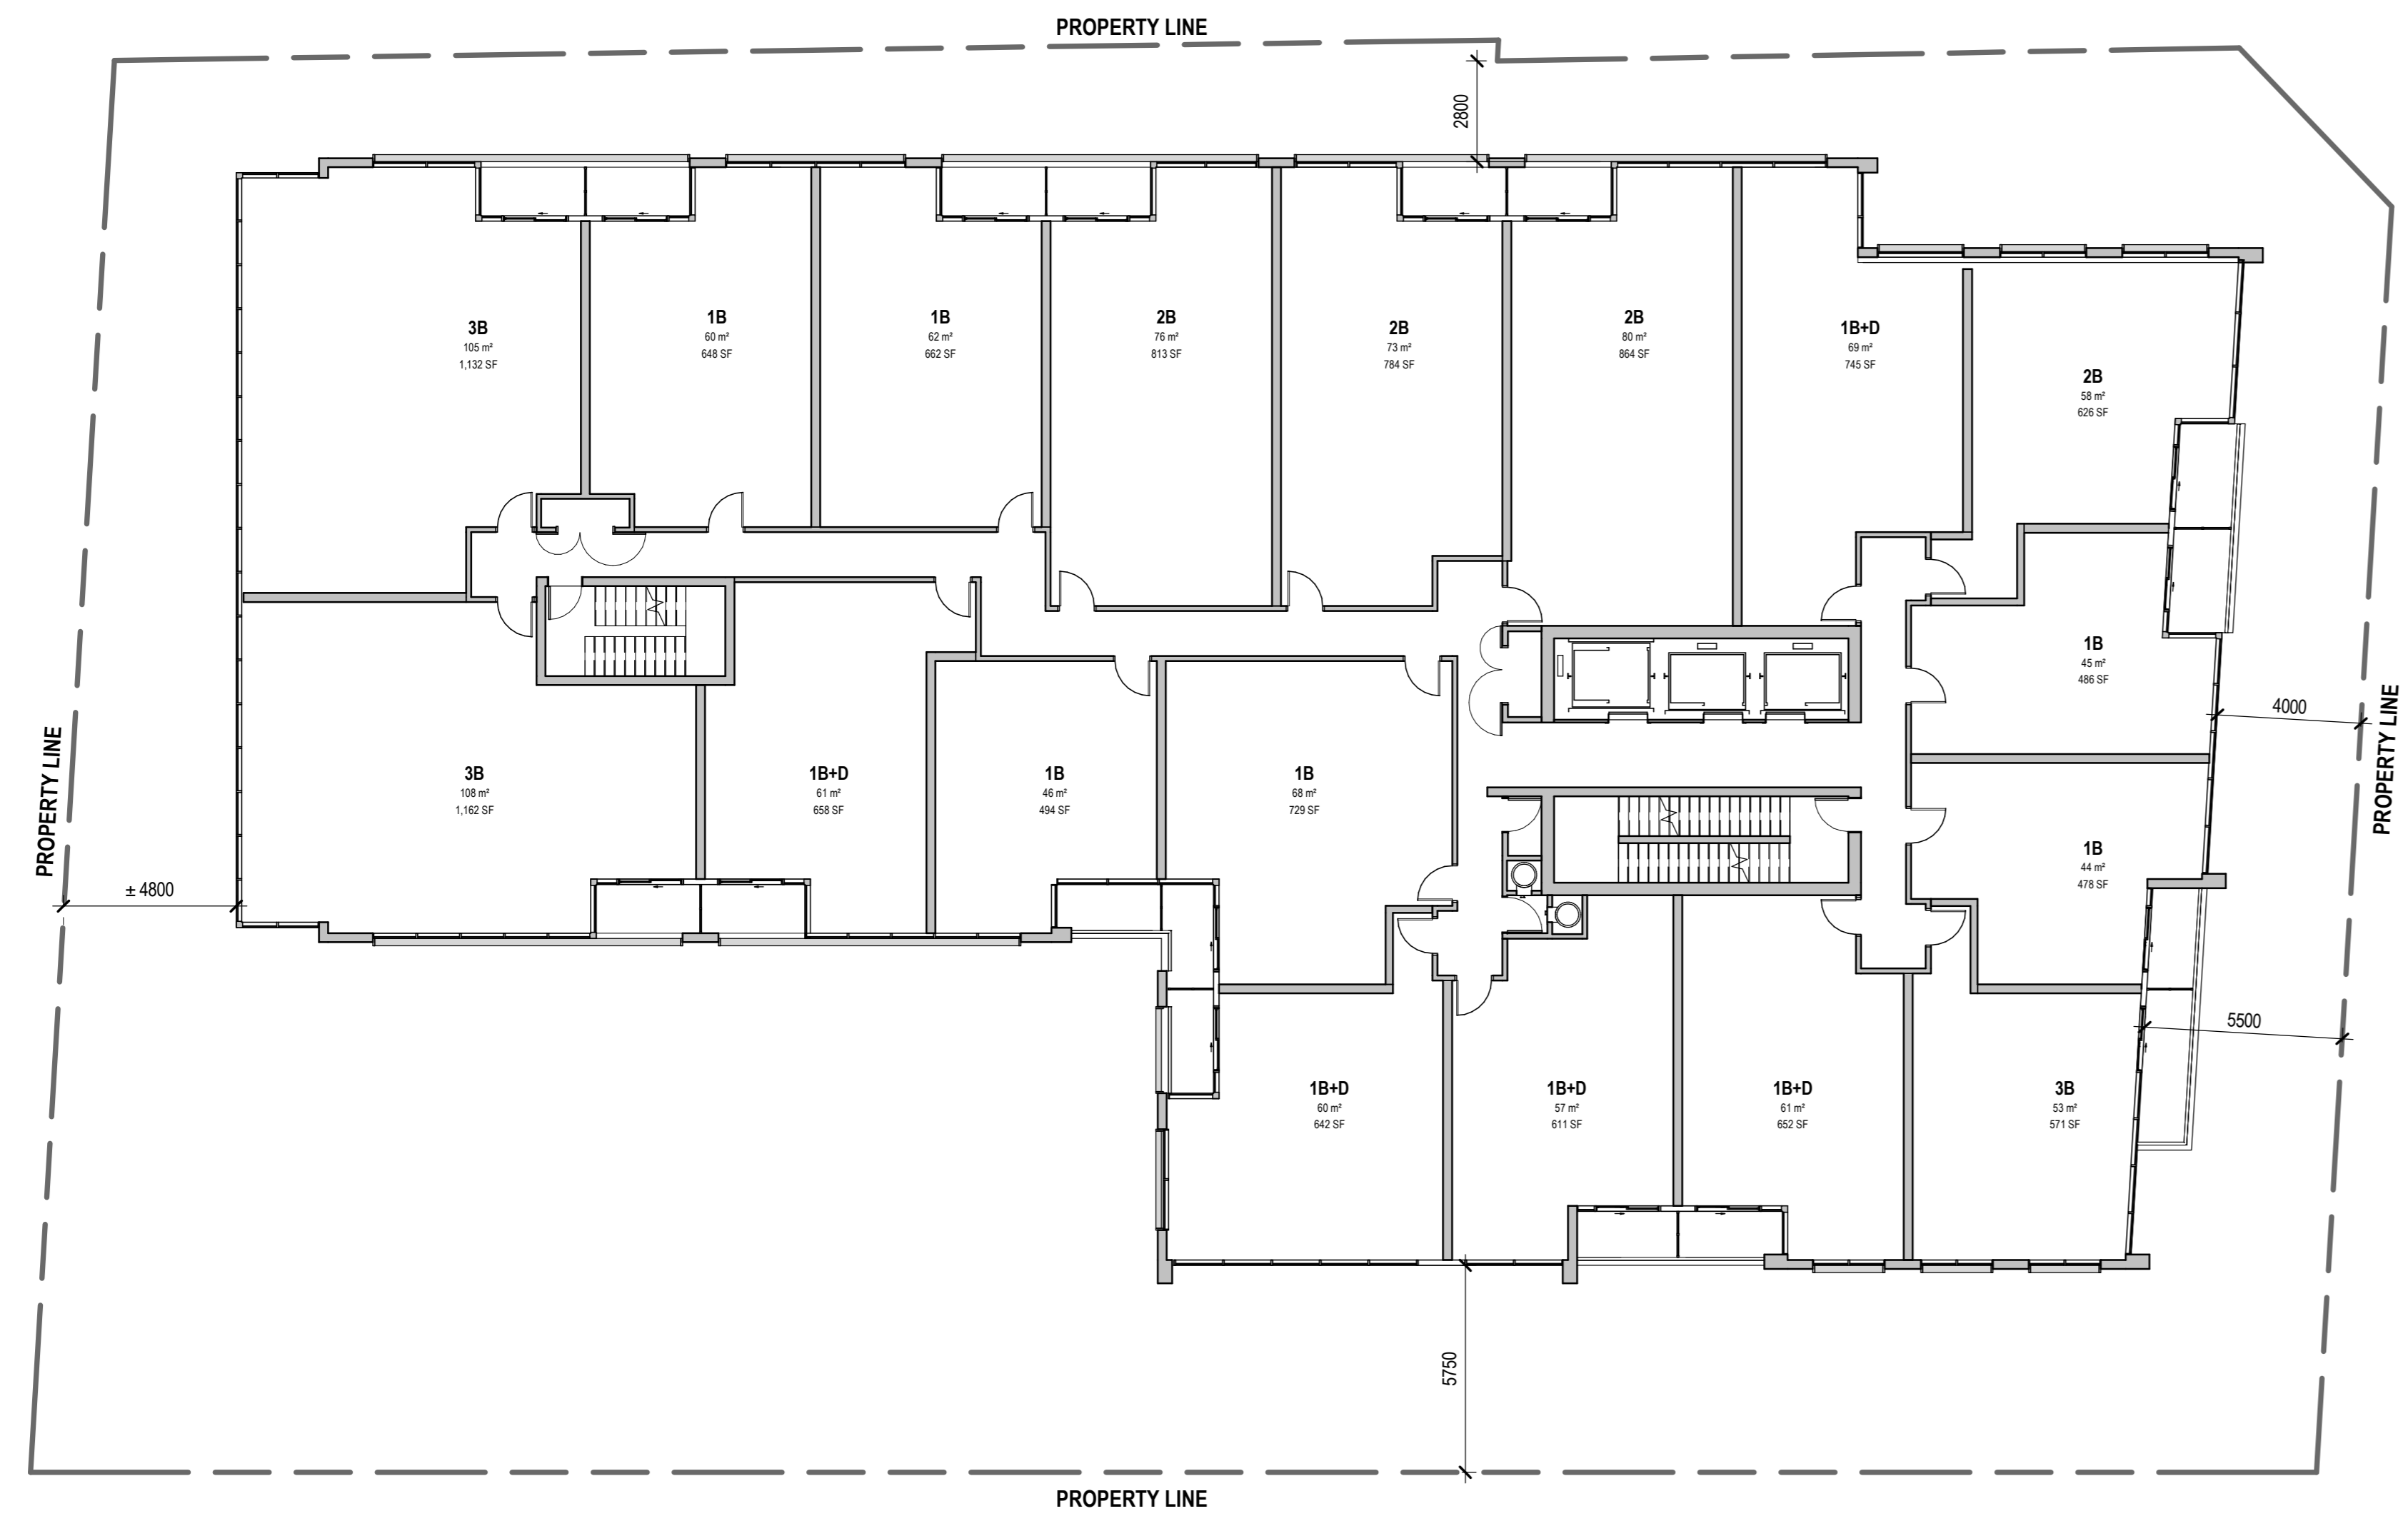 PROPERTY LINE
2800
3B
105 m²
1,132 SF
1B
60 m²
648 SF
1B
62 m²
662 SF
2B
76 m²
813 SF
2B
73 m²
784 SF
2B
80 m²
864 SF
1B+D
69 m²
745 SF
2B
58 m²
626 SF
1B
45 m²
486 SF
4000
PROPERTY LINE
PROPERTY LINE
± 4800
3B
108 m²
1,162 SF
1B+D
61 m²
658 SF
1B
46 m²
494 SF
1B
68 m²
729 SF
1B
44 m²
478 SF
5500
1B+D
60 m²
642 SF
1B+D
57 m²
611 SF
1B+D
61 m²
652 SF
3B
53 m²
571 SF
5750
PROPERTY LINE